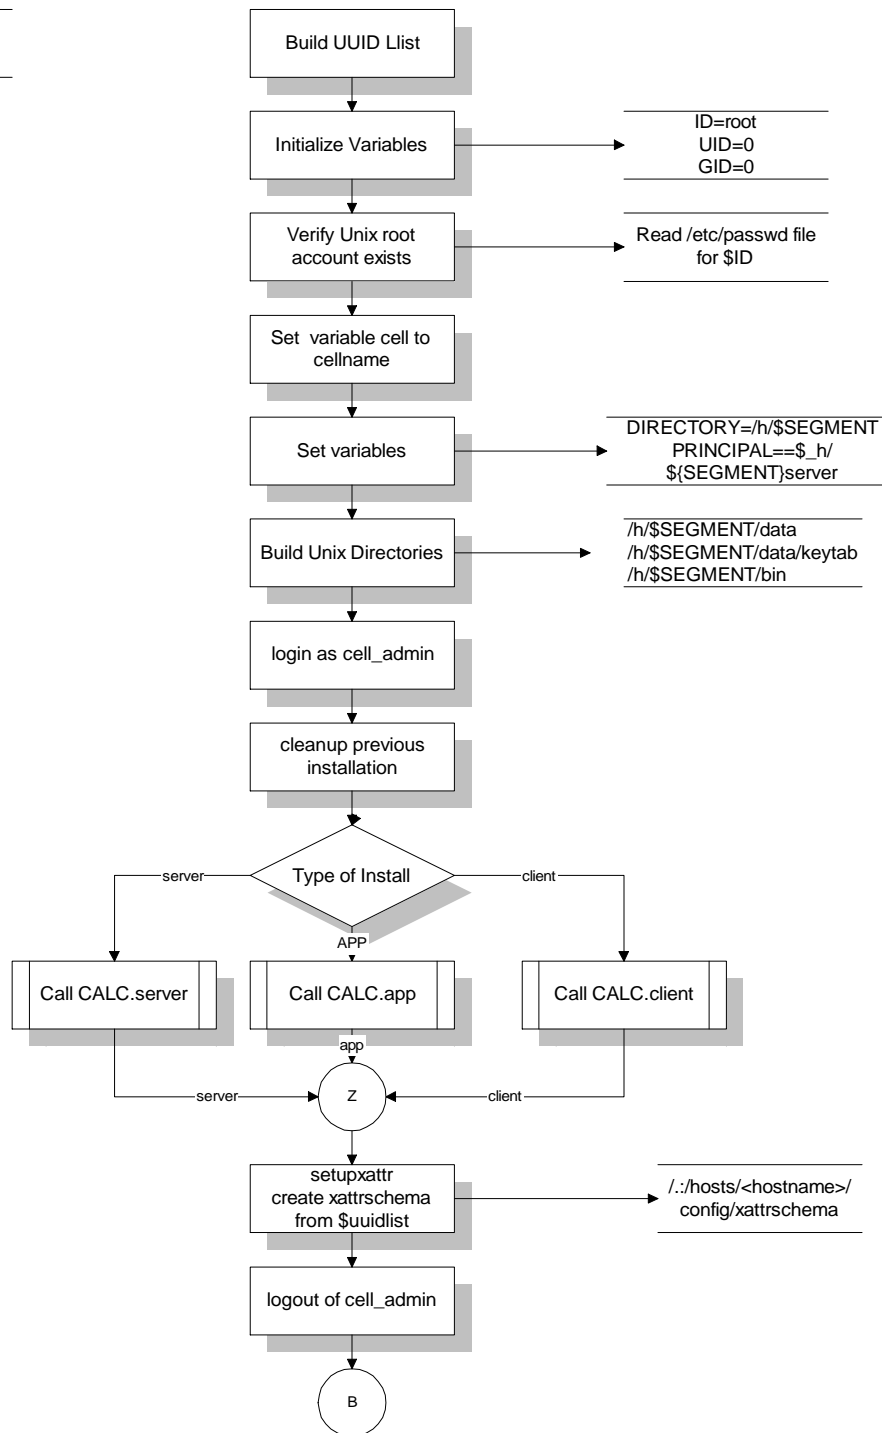 Build UUID Llist
Initialize Variables
ID=root
UID=0
GID=0
Verify Unix root
account exists
Read /etc/passwd file
for $ID
Set  variable cell to
cellname
Set variables
DIRECTORY=/h/$SEGMENT
PRINCIPAL==$_h/
${SEGMENT}server
Build Unix Directories
/h/$SEGMENT/data
/h/$SEGMENT/data/keytab
/h/$SEGMENT/bin
login as cell_admin
cleanup previous
installation
Type of Install
server
client
APP
Call CALC.server
Call CALC.app
Call CALC.client
app
server
Z
client
setupxattr
create xattrschema
from $uuidlist
/.:/hosts/<hostname>/
config/xattrschema
logout of cell_admin
B